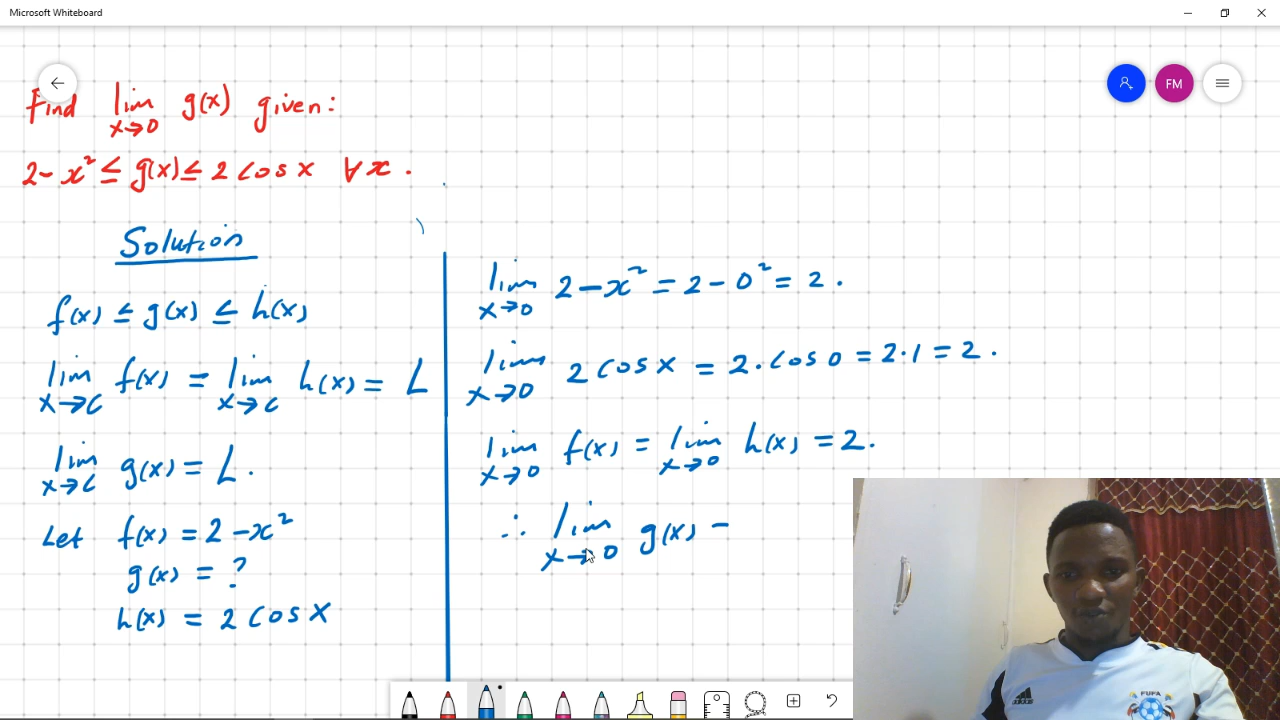 Microsoft Whiteboard
FM
Find lim x→0 g(x) given:
2-x² ≤ g(x) ≤ 2 cos x ∀x.
Solution
f(x) ≤ g(x) ≤ h(x)
lim x→c f(x) = lim x→c h(x) = L
lim x→c g(x) = L.
Let f(x) = 2-x²
g(x) = ?
h(x) = 2 cos x
lim x→0 2-x² = 2-0² = 2.
lim x→0 2 cos x = 2.cos 0 = 2.1 = 2.
lim x→0 f(x) = lim x→0 h(x) = 2.
∴ lim x→0 g(x) -
FUFA